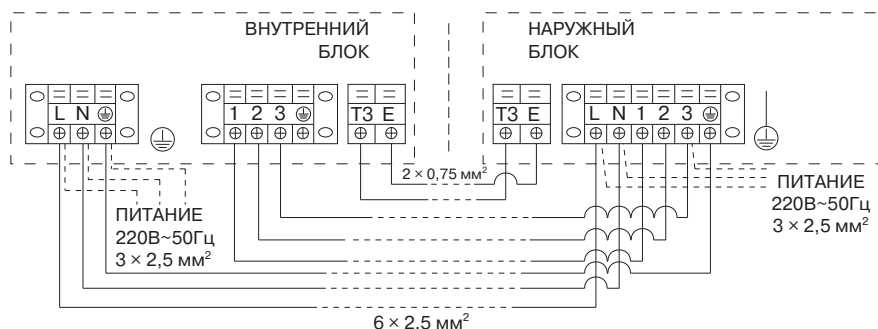 ВНУТРЕННИЙ
БЛОК
НАРУЖНЫЙ
БЛОК
L N
1 2 3
T3 E
T3 E
L N 1 2 3
2 × 0,75 мм²
ПИТАНИЕ
220В~50Гц
3 × 2,5 мм²
ПИТАНИЕ
220В~50Гц
3 × 2,5 мм²
6 × 2,5 мм²